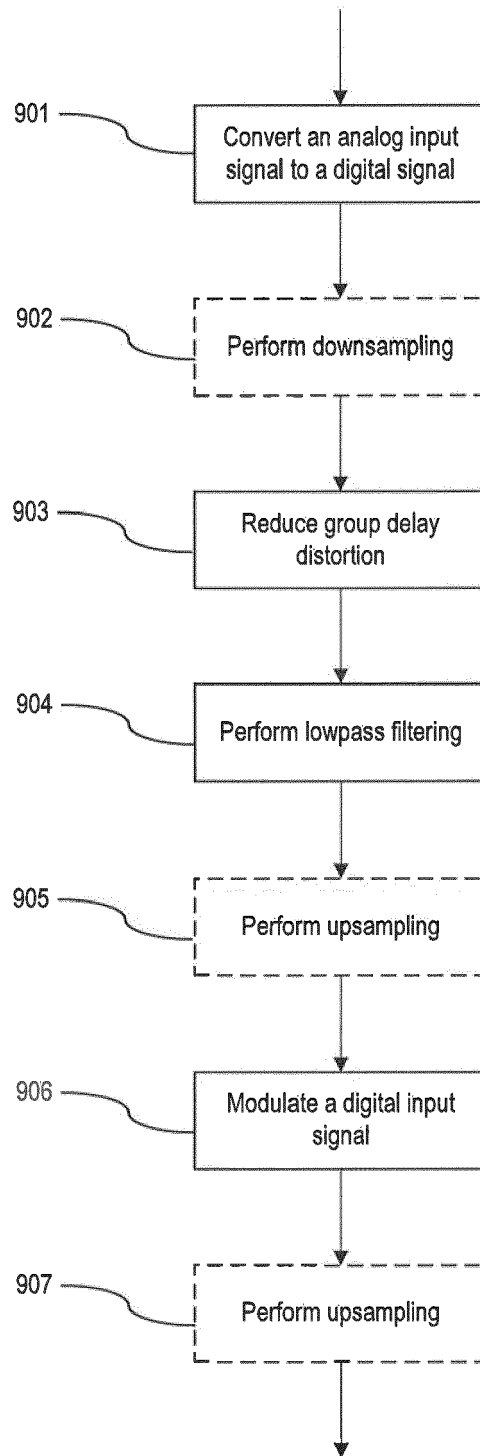 901
Convert an analog input
signal to a digital signal
902
Perform downsampling
903
Reduce group delay
distortion
904
Perform lowpass filtering
905
Perform upsampling
906
Modulate a digital input
signal
907
Perform upsampling